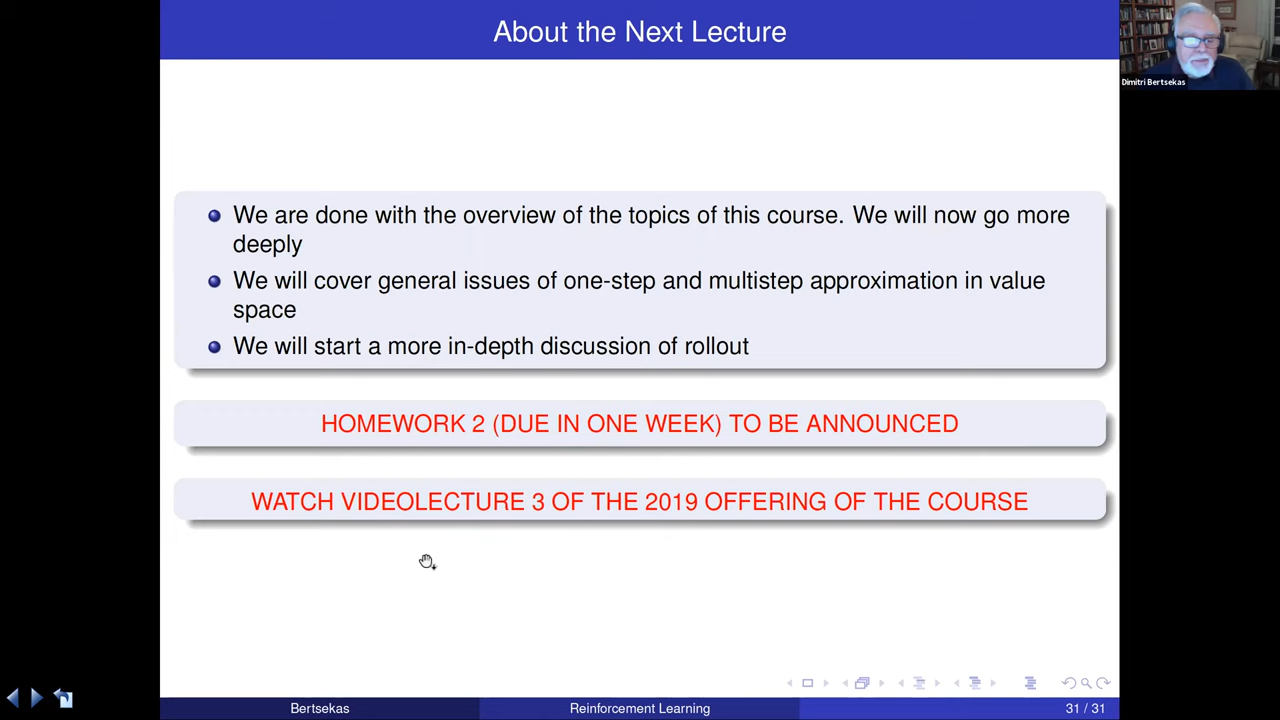 About the Next Lecture
Dimitri Bertsekas
We are done with the overview of the topics of this course. We will now go more
deeply
We will cover general issues of one-step and multistep approximation in value
space
We will start a more in-depth discussion of rollout
HOMEWORK 2 (DUE IN ONE WEEK) TO BE ANNOUNCED
WATCH VIDEOLECTURE 3 OF THE 2019 OFFERING OF THE COURSE
Bertsekas
Reinforcement Learning
31 / 31